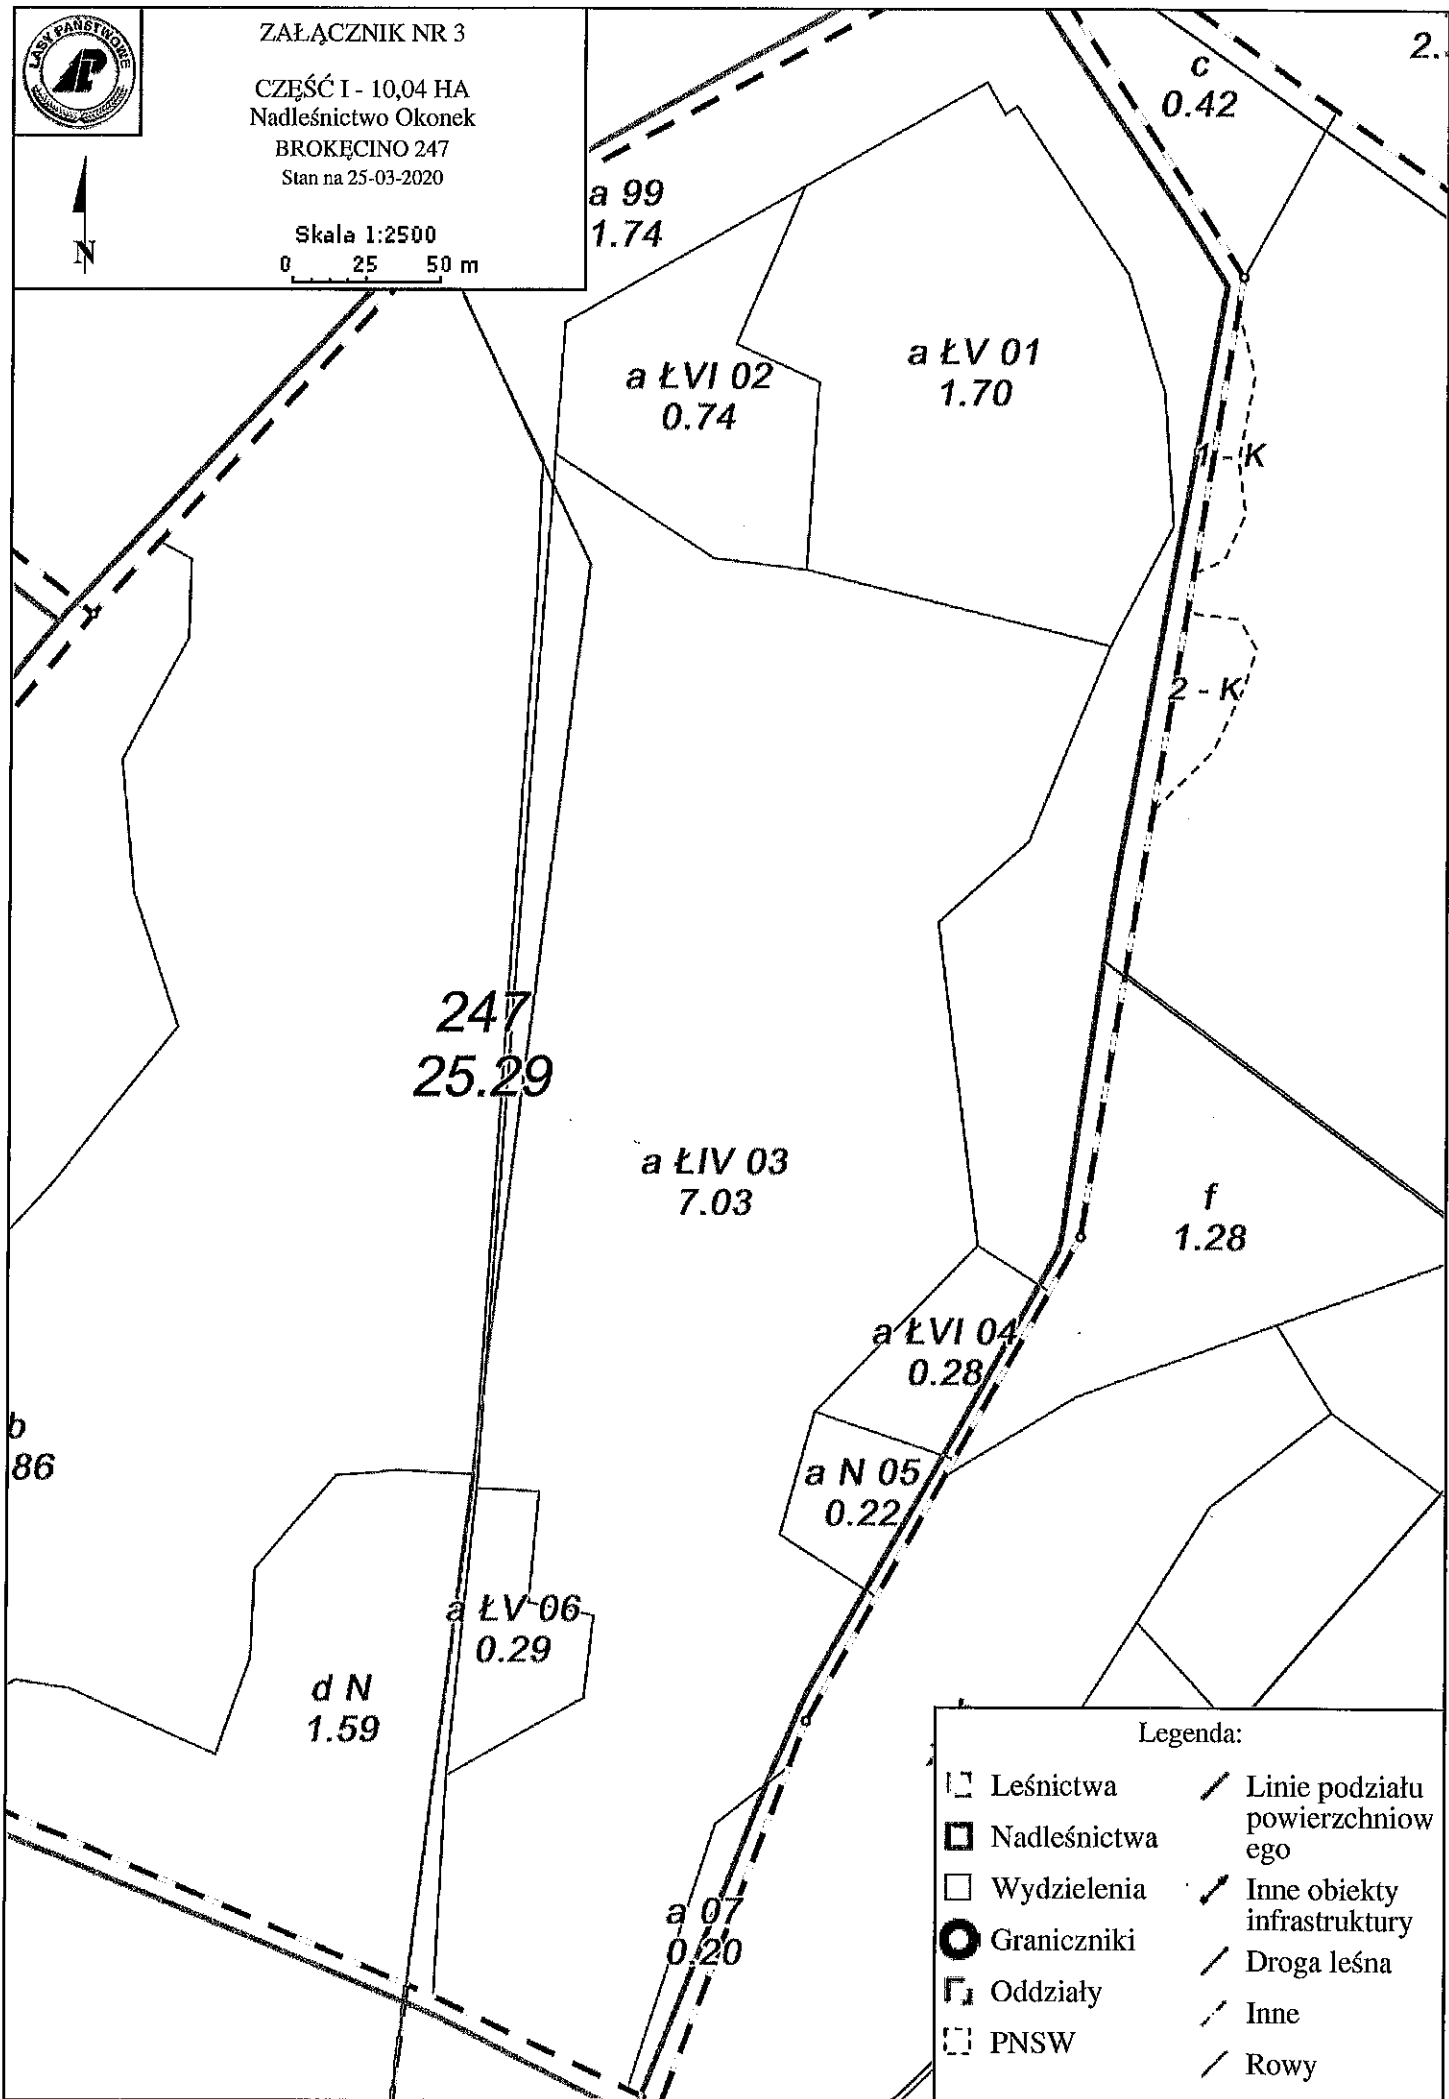 LASY PAŃSTWOWE
ZAŁĄCZNIK NR 3
CZĘŚĆ I - 10,04 HA
Nadleśnictwo Okonek
BROKĘCINO 247
Stan na 25-03-2020
N
Skala 1:2500
0 25 50 m
2.
c
0.42
a 99
1.74
a ŁVI 02
0.74
a ŁV 01
1.70
1 - K
2 - K
247
25.29
a ŁIV 03
7.03
f
1.28
a ŁVI 04
0.28
b
86
a N 05
0.22
a ŁV 06
0.29
d N
1.59
a 07
0.20
Legenda:
Leśnictwa
Nadleśnictwa
Wydzielenia
Graniczniki
Oddziały
PNSW
Linie podziału
powierzchniow
ego
Inne obiekty
infrastruktury
Droga leśna
Inne
Rowy